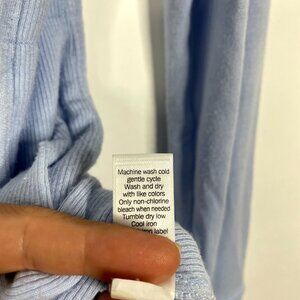 Machine wash cold
gentle cycle
Wash and dry
with like colors
Only non-chlorine
bleach when needed
Tumble dry low
Cool iron
iron label